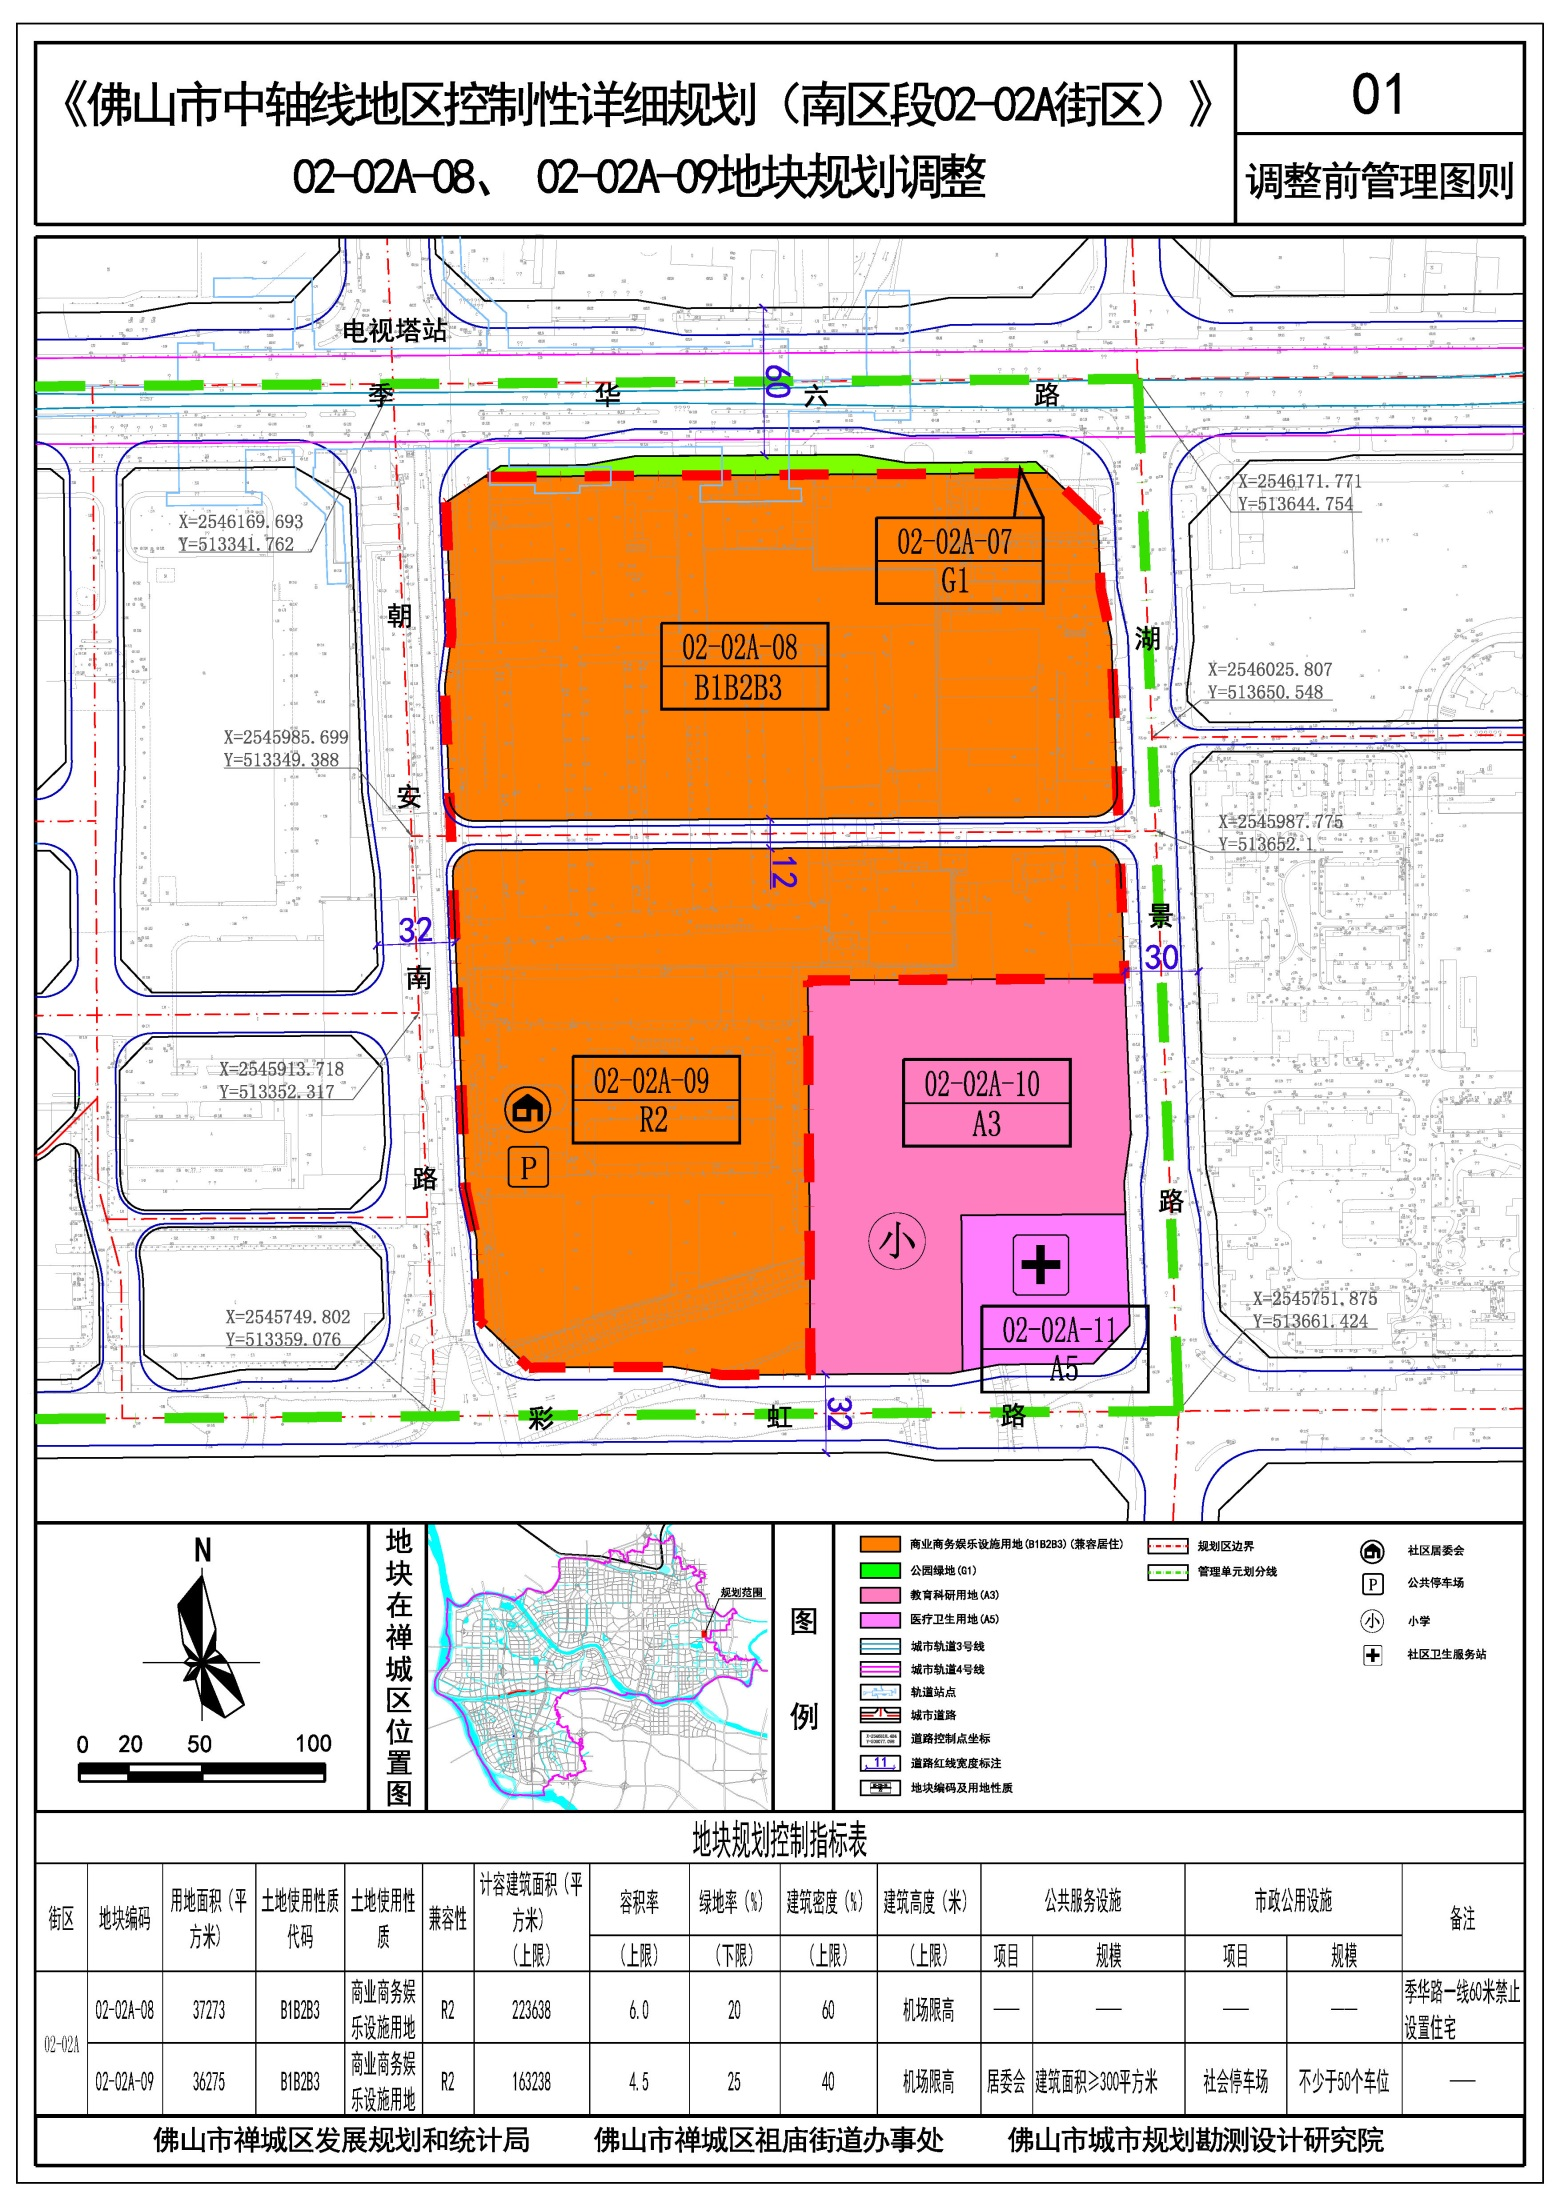 《佛山市中轴线地区控制性详细规划（南区段02-02A街区）》
02-02A-08、 02-02A-09地块规划调整
01
调整前管理图则
电视塔站
季 华 六 路
60
X=2546169.693
Y=513341.762
X=2546171.771
Y=513644.754
02-02A-07
G1
朝
湖
02-02A-08
B1B2B3
X=2546025.807
Y=513650.548
X=2545985.699
Y=513349.388
安
X=2545987.775
Y=513652.1
12
32
景
30
南
X=2545913.718
Y=513352.317
02-02A-09
R2
02-02A-10
A3
P
路
路
小
X=2545749.802
Y=513359.076
X=2545751.875
Y=513661.424
02-02A-11
A5
彩 虹 路
32
N
0 20 50 100
地块在禅城区位置图
规划范围
图例
商业商务娱乐设施用地(B1B2B3)(兼容居住)
公园绿地(G1)
教育科研用地(A3)
医疗卫生用地(A5)
城市轨道3号线
城市轨道4号线
轨道站点
城市道路
道路控制点坐标
11
道路红线宽度标注
地块编码及用地性质
规划区边界
管理单元划分线
社区居委会
P 公共停车场
小 小学
社区卫生服务站
地块规划控制指标表
街区 地块编码 用地面积（平方米） 土地使用性质代码 土地使用性质 兼容性 计容建筑面积（平方米）（上限） 容积率（上限） 绿地率（%）（下限） 建筑密度（%）（上限） 建筑高度（米）（上限） 公共服务设施 市政公用设施 备注
项目 规模 项目 规模
02-02A
02-02A-08 37273 B1B2B3 商业商务娱乐设施用地 R2 223638 6.0 20 60 机场限高 —— —— —— —— 季华路一线60米禁止设置住宅
02-02A-09 36275 B1B2B3 商业商务娱乐设施用地 R2 163238 4.5 25 40 机场限高 居委会 建筑面积≥300平方米 社会停车场 不少于50个车位 ——
佛山市禅城区发展规划和统计局 佛山市禅城区祖庙街道办事处 佛山市城市规划勘测设计研究院